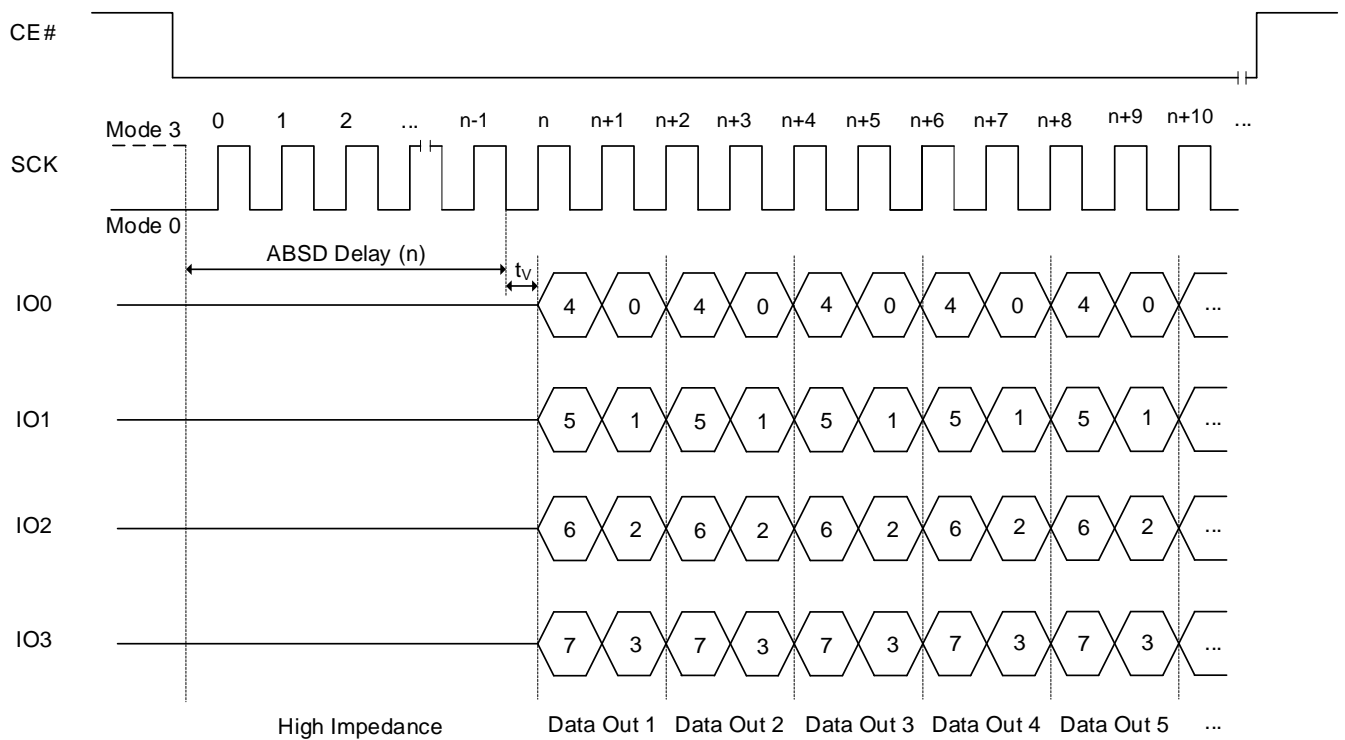 CE#
0 1 2 ... n-1 n n+1 n+2 n+3 n+4 n+5 n+6 n+7 n+8 n+9 n+10 ...
Mode 3
SCK
Mode 0
ABSD Delay (n)
tV
IO0 4 0 4 0 4 0 4 0 4 0 ...
IO1 5 1 5 1 5 1 5 1 5 1 ...
IO2 6 2 6 2 6 2 6 2 6 2 ...
IO3 7 3 7 3 7 3 7 3 7 3 ...
High Impedance Data Out 1 Data Out 2 Data Out 3 Data Out 4 Data Out 5 ...